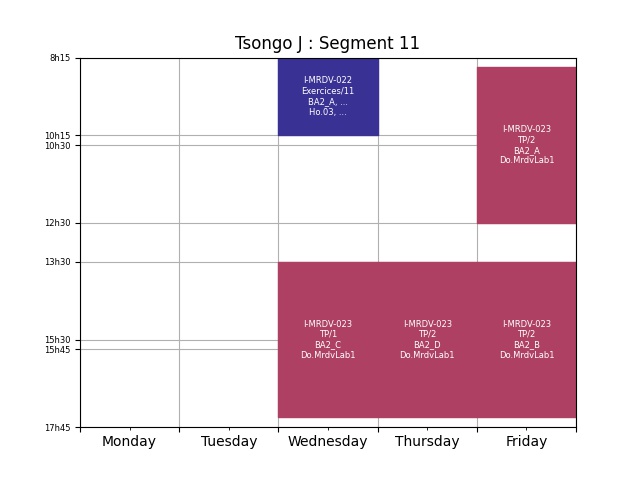 Tsongo J : Segment 11
8h15
10h15
10h30
12h30
13h30
15h30
15h45
17h45
I-MRDV-022
Exercices/11
BA2_A, ...
Ho.03, ...
I-MRDV-023
TP/2
BA2_A
Do.MrdvLab1
I-MRDV-023
TP/1
BA2_C
Do.MrdvLab1
I-MRDV-023
TP/2
BA2_D
Do.MrdvLab1
I-MRDV-023
TP/2
BA2_B
Do.MrdvLab1
Monday
Tuesday
Wednesday
Thursday
Friday